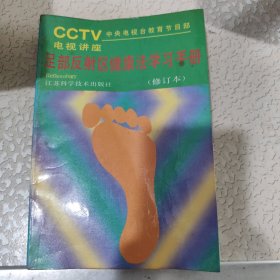 CCTV 中央电视台教育节目部
电视讲座
足部反射区健康法学习手册
Reflexology
(修订本)
江苏科学技术出版社